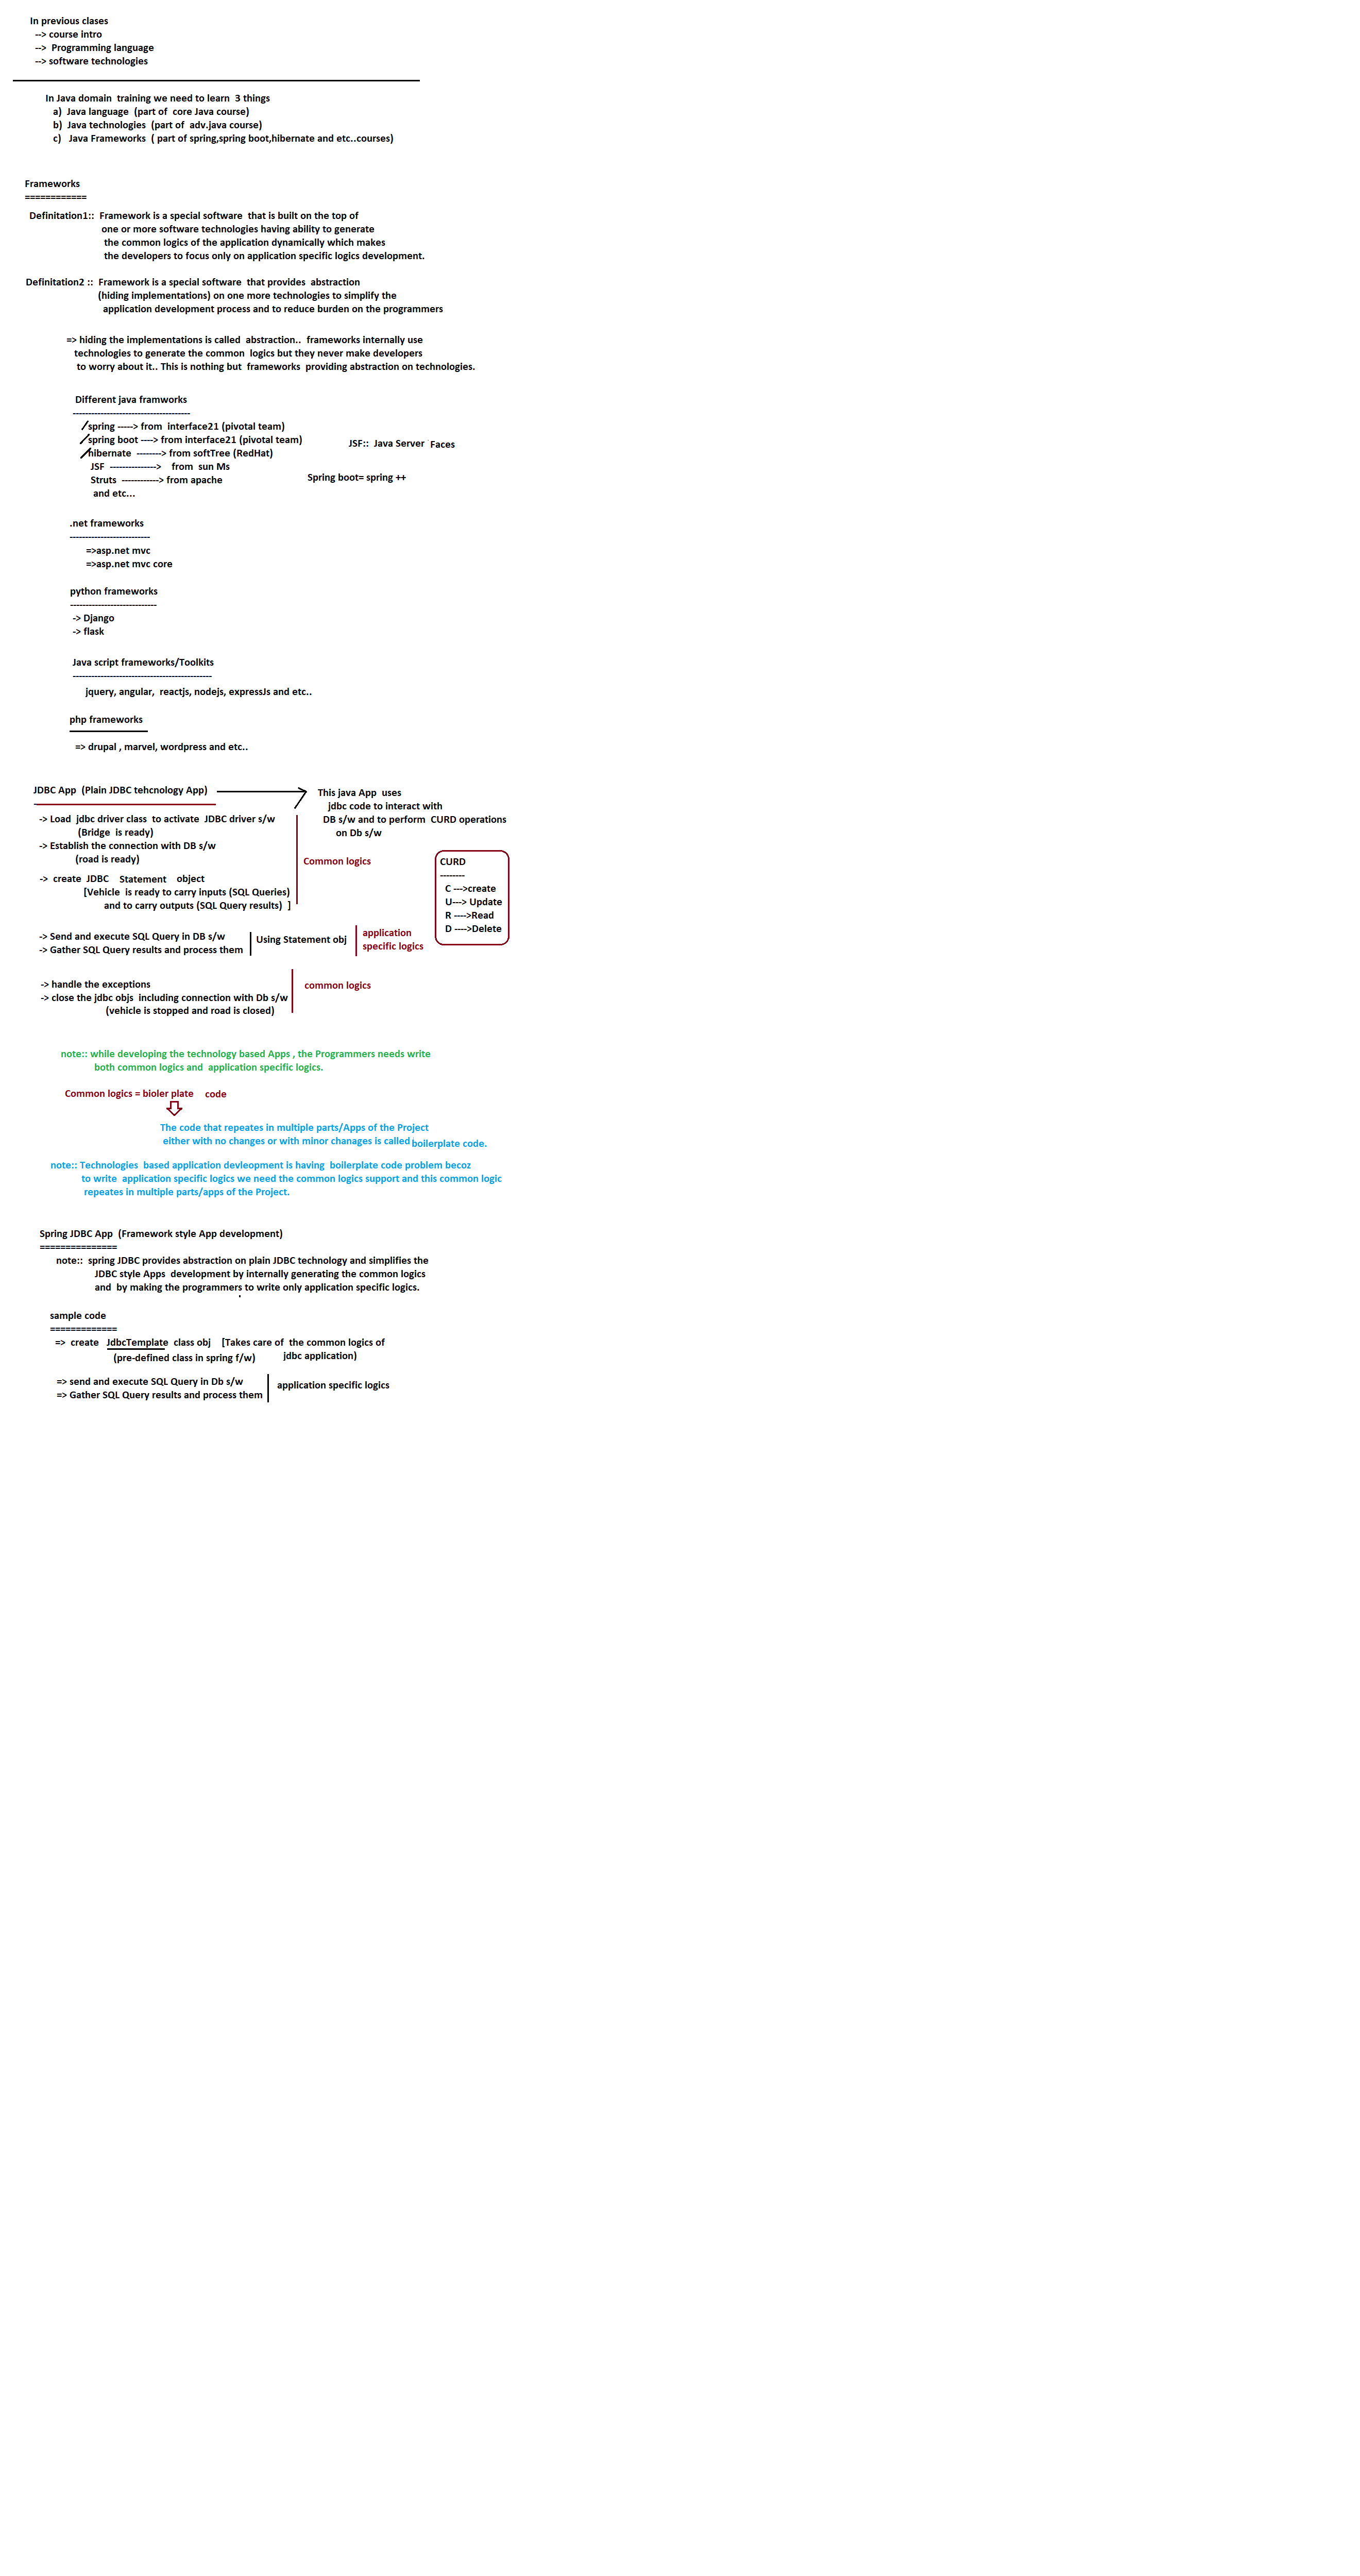 In previous clases
--> course intro
--> Programming language
--> software technologies
In Java domain training we need to learn 3 things
a) Java language (part of core Java course)
b) Java technologies (part of adv.java course)
c) Java Frameworks ( part of spring,spring boot,hibernate and etc..courses)
Frameworks
============
Definitation1:: Framework is a special software that is built on the top of
one or more software technologies having ability to generate
the common logics of the application dynamically which makes
the developers to focus only on application specific logics development.
Definitation2 :: Framework is a special software that provides abstraction
(hiding implementations) on one more technologies to simplify the
application development process and to reduce burden on the programmers
=> hiding the implementations is called abstraction.. frameworks internally use
technologies to generate the common logics but they never make developers
to worry about it.. This is nothing but frameworks providing abstraction on technologies.
Different java framworks
--------------------------------------
spring -----> from interface21 (pivotal team)
spring boot ----> from interface21 (pivotal team)
JSF:: Java Server Faces
hibernate --------> from softTree (RedHat)
JSF ---------------> from sun Ms
Struts ------------> from apache
Spring boot= spring ++
and etc...
.net frameworks
--------------------------
=>asp.net mvc
=>asp.net mvc core
python frameworks
----------------------------
-> Django
-> flask
Java script frameworks/Toolkits
---------------------------------------------
jquery, angular, reactjs, nodejs, expressJs and etc..
php frameworks
=> drupal , marvel, wordpress and etc..
JDBC App (Plain JDBC tehcnology App)
This java App uses
jdbc code to interact with
DB s/w and to perform CURD operations
on Db s/w
-> Load jdbc driver class to activate JDBC driver s/w
(Bridge is ready)
-> Establish the connection with DB s/w
(road is ready)
Common logics
-> create JDBC Statement object
[Vehicle is ready to carry inputs (SQL Queries)
and to carry outputs (SQL Query results) ]
CURD
--------
C --->create
U---> Update
R ---->Read
D ---->Delete
-> Send and execute SQL Query in DB s/w
-> Gather SQL Query results and process them
Using Statement obj
application
specific logics
-> handle the exceptions
-> close the jdbc objs including connection with Db s/w
(vehicle is stopped and road is closed)
common logics
note:: while developing the technology based Apps , the Programmers needs write
both common logics and application specific logics.
Common logics = bioler plate code
The code that repeates in multiple parts/Apps of the Project
either with no changes or with minor chanages is called boilerplate code.
note:: Technologies based application devleopment is having boilerplate code problem becoz
to write application specific logics we need the common logics support and this common logic
repeates in multiple parts/apps of the Project.
Spring JDBC App (Framework style App development)
===============
note:: spring JDBC provides abstraction on plain JDBC technology and simplifies the
JDBC style Apps development by internally generating the common logics
and by making the programmers to write only application specific logics.
sample code
=============
=> create JdbcTemplate class obj [Takes care of the common logics of
(pre-defined class in spring f/w) jdbc application)
=> send and execute SQL Query in Db s/w
=> Gather SQL Query results and process them
application specific logics